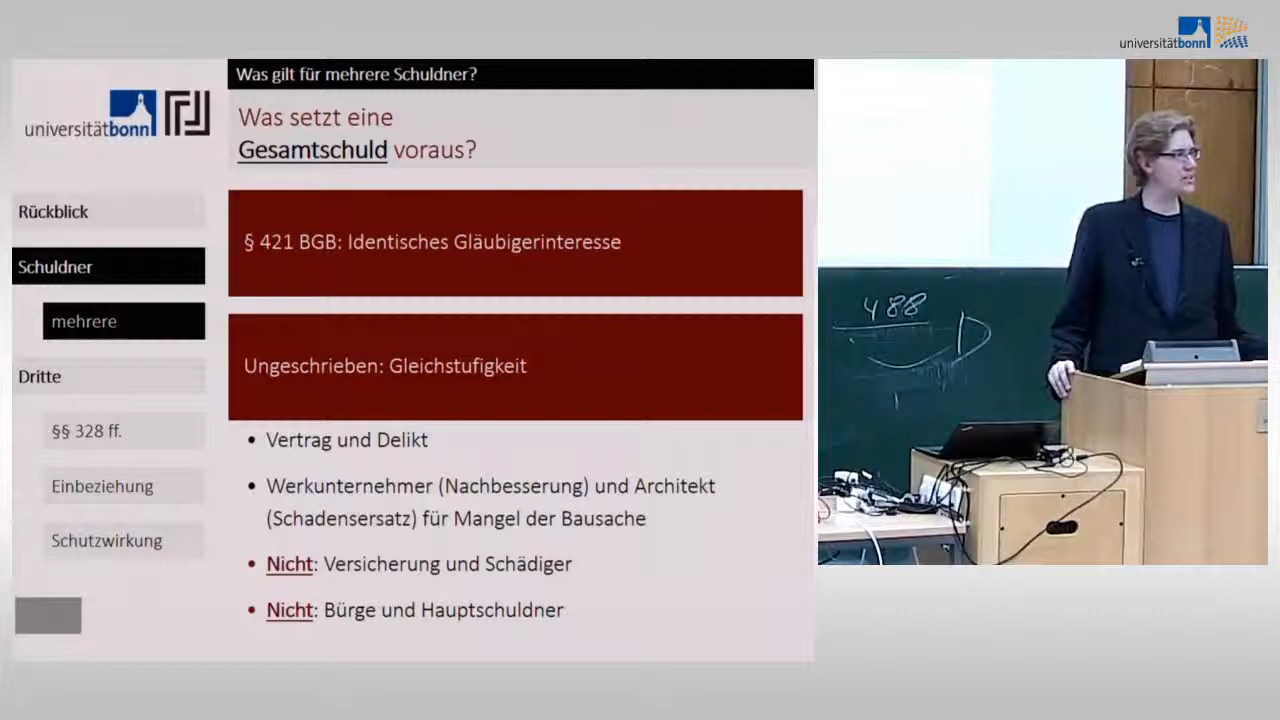 universitätbonn
Was gilt für mehrere Schuldner?
universitätbonn
Was setzt eine
Gesamtschuld voraus?
Rückblick
Schuldner
mehrere
Dritte
§§ 328 ff.
Einbeziehung
Schutzwirkung
§ 421 BGB: Identisches Gläubigerinteresse
Ungeschrieben: Gleichstufigkeit
• Vertrag und Delikt
• Werkunternehmer (Nachbesserung) und Architekt
(Schadensersatz) für Mangel der Bausache
• Nicht: Versicherung und Schädiger
• Nicht: Bürge und Hauptschuldner
488